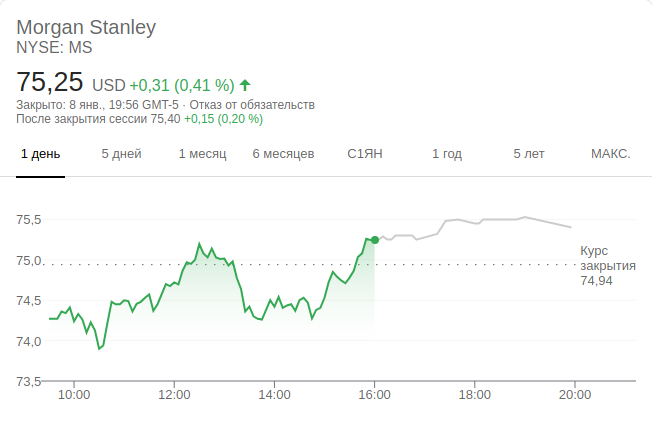 Morgan Stanley
NYSE: MS
75,25 USD +0,31 (0,41 %)
Закрыто: 8 янв., 19:56 GMT-5 · Отказ от обязательств
После закрытия сессии 75,40 +0,15 (0,20 %)
1 день 5 дней 1 месяц 6 месяцев С1ЯН 1 год 5 лет МАКС.
75,5
75,0
74,5
74,0
73,5
Курс
закрытия
74,94
10:00 12:00 14:00 16:00 18:00 20:00